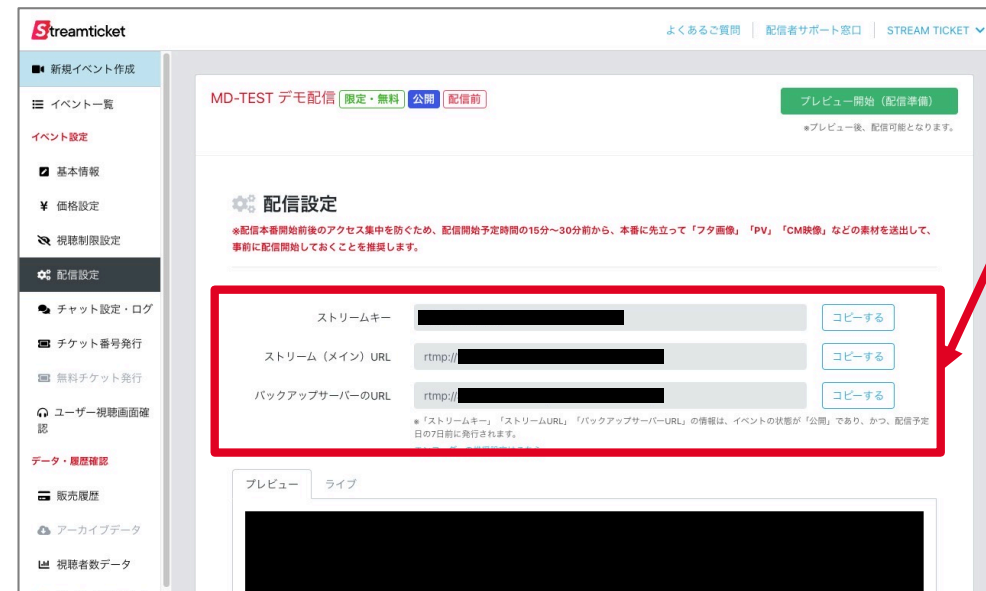 Streamticket
よくあるご質問
配信者サポート窓口
STREAM TICKET
新規イベント作成
イベント一覧
イベント設定
基本情報
¥ 価格設定
視聴制限設定
配信設定
チャット設定・ログ
チケット番号発行
無料チケット発行
ユーザー視聴画面確
認
データ・履歴確認
販売履歴
アーカイブデータ
視聴者数データ
MD-TEST デモ配信 限定・無料 公開 配信前
プレビュー開始（配信準備）
※プレビュー後、配信可能となります。
配信設定
※配信本番開始前後のアクセス集中を防ぐため、配信開始予定時間の15分〜30分前から、本番に先立って「フタ画像」「PV」「CM映像」などの素材を送出して、
事前に配信開始しておくことを推奨します。
ストリームキー
コピーする
ストリーム（メイン）URL
rtmp://
コピーする
バックアップサーバーのURL
rtmp://
コピーする
※「ストリームキー」「ストリームURL」「バックアップサーバーURL」の情報は、イベントの状態が「公開」であり、かつ、配信予定
日の7日前に発行されます。
プレビュー
ライブ